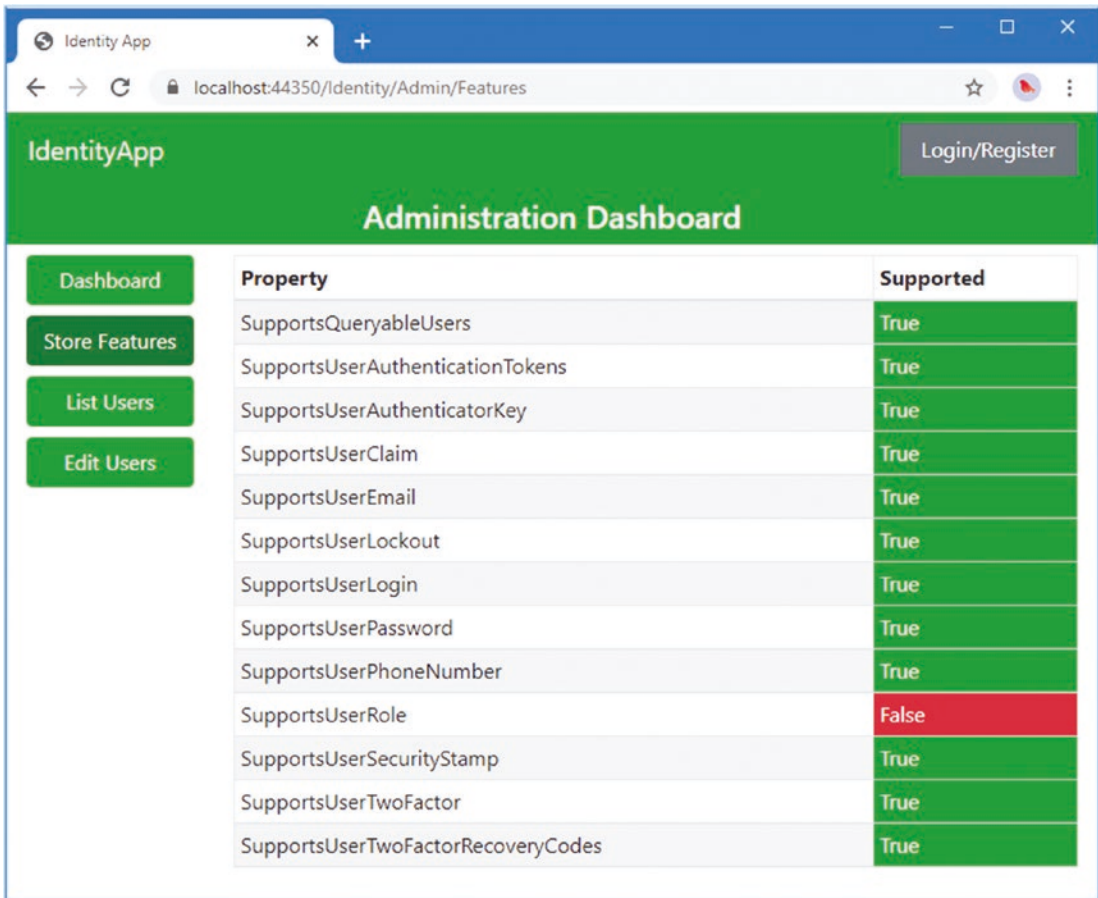 Identity App
localhost:44350/Identity/Admin/Features
IdentityApp
Login/Register
Administration Dashboard
Dashboard
Store Features
List Users
Edit Users
Property Supported
SupportsQueryableUsers True
SupportsUserAuthenticationTokens True
SupportsUserAuthenticatorKey True
SupportsUserClaim True
SupportsUserEmail True
SupportsUserLockout True
SupportsUserLogin True
SupportsUserPassword True
SupportsUserPhoneNumber True
SupportsUserRole False
SupportsUserSecurityStamp True
SupportsUserTwoFactor True
SupportsUserTwoFactorRecoveryCodes True